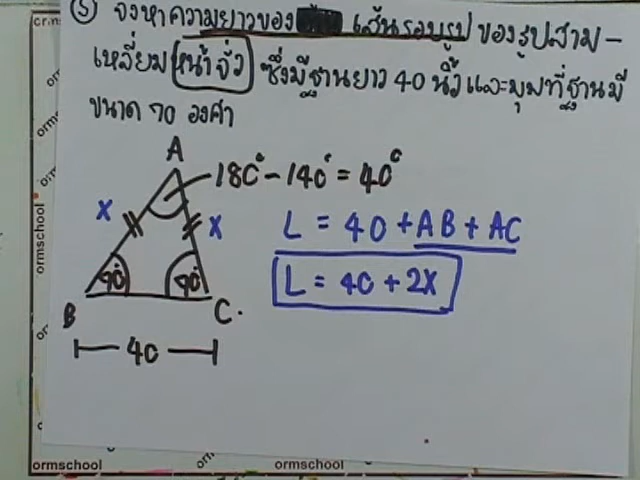 ⑤ จงหาความยาวของ เส้นรอบรูป ของรูปสาม-
เหลี่ยมหน้าจั่ว ซึ่งมีฐานยาว 40 นิ้ว และมุมที่ฐานมี
ขนาด 70 องศา
A
180° - 140° = 40°
x
x
L = 40 + AB + AC
L = 40 + 2x
70°
70°
B
C
40
ormschool
ormschool
ormschool
ormschool